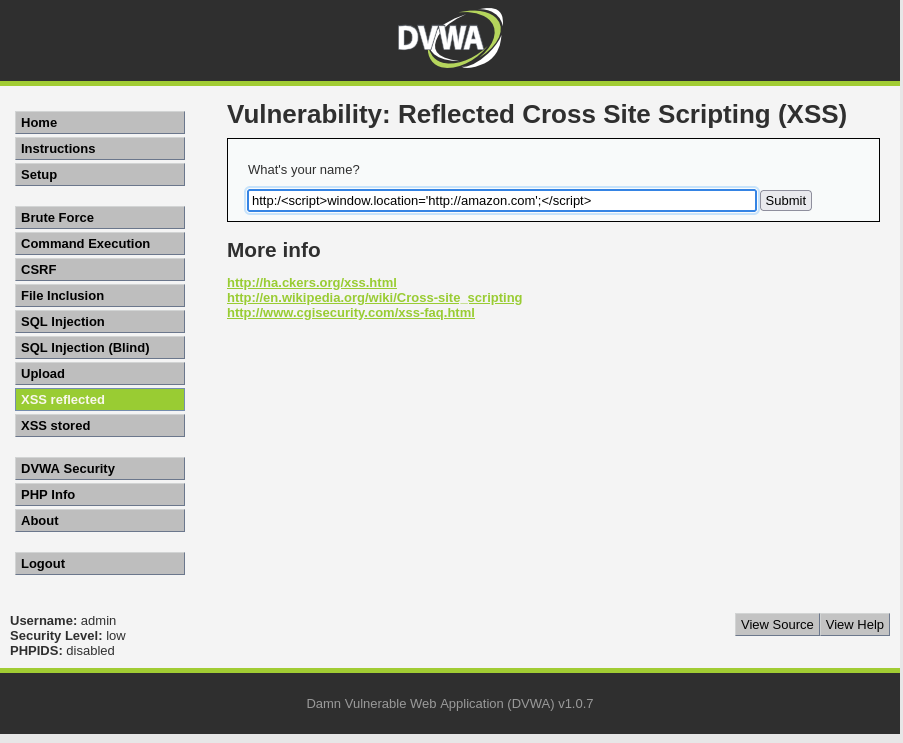 DVWA
Home
Instructions
Setup
Brute Force
Command Execution
CSRF
File Inclusion
SQL Injection
SQL Injection (Blind)
Upload
XSS reflected
XSS stored
DVWA Security
PHP Info
About
Logout
Vulnerability: Reflected Cross Site Scripting (XSS)
What's your name?
http:/<script>window.location='http://amazon.com';</script> Submit
More info
http://ha.ckers.org/xss.html
http://en.wikipedia.org/wiki/Cross-site_scripting
http://www.cgisecurity.com/xss-faq.html
Username: admin
Security Level: low
PHPIDS: disabled
View Source View Help
Damn Vulnerable Web Application (DVWA) v1.0.7